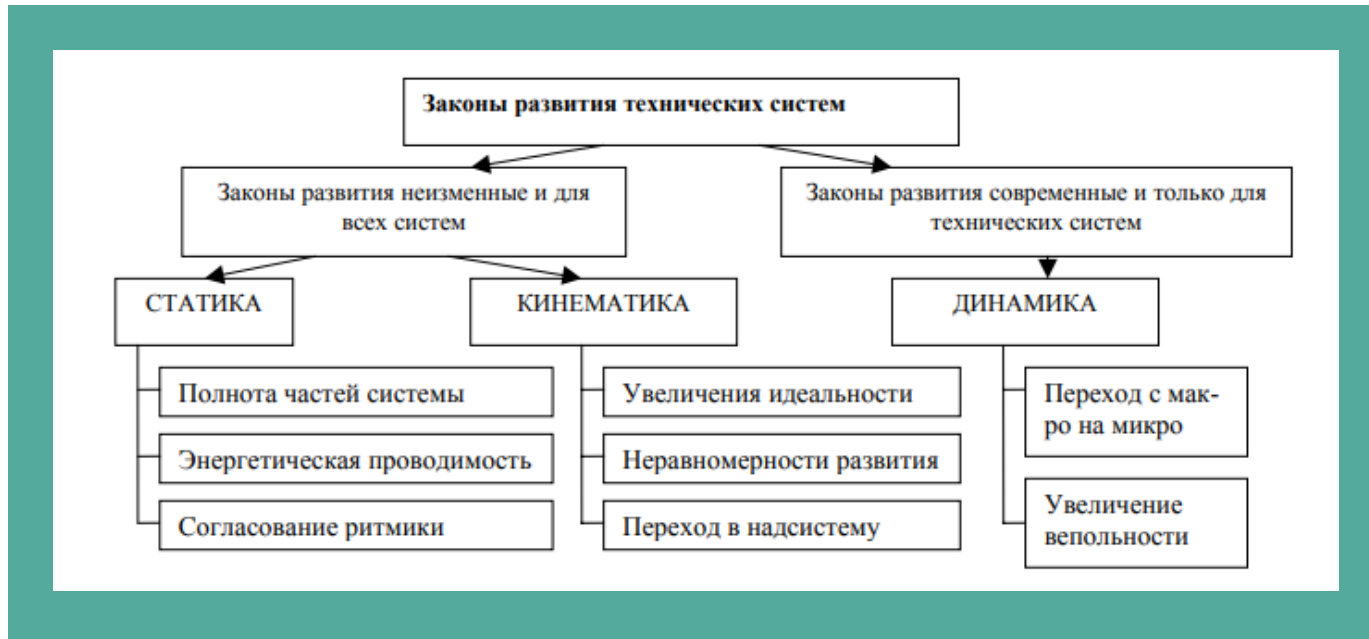 Законы развития технических систем
Законы развития неизменные и для
всех систем
Законы развития современные и только для
технических систем
СТАТИКА
КИНЕМАТИКА
ДИНАМИКА
Полнота частей системы
Энергетическая проводимость
Согласование ритмики
Увеличения идеальности
Неравномерности развития
Переход в надсистему
Переход с мак-
ро на микро
Увеличение
вепольности